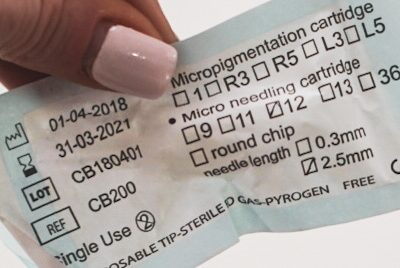 01-04-2018
31-03-2021
LOT CB180401
REF CB200
Single Use 2
Micropigmentation cartridge
☐ 1 ☐ R3 ☐ R5 ☐ L3 ☐ L5
• Micro needling cartridge
☐ 9 ☐ 11 ☑ 12 ☐ 13 ☐ 36
☐ round chip
needle length ☐ 0.3mm
☑ 2.5mm
OSABLE TIP-STERILE D GAS-PYROGEN FREE